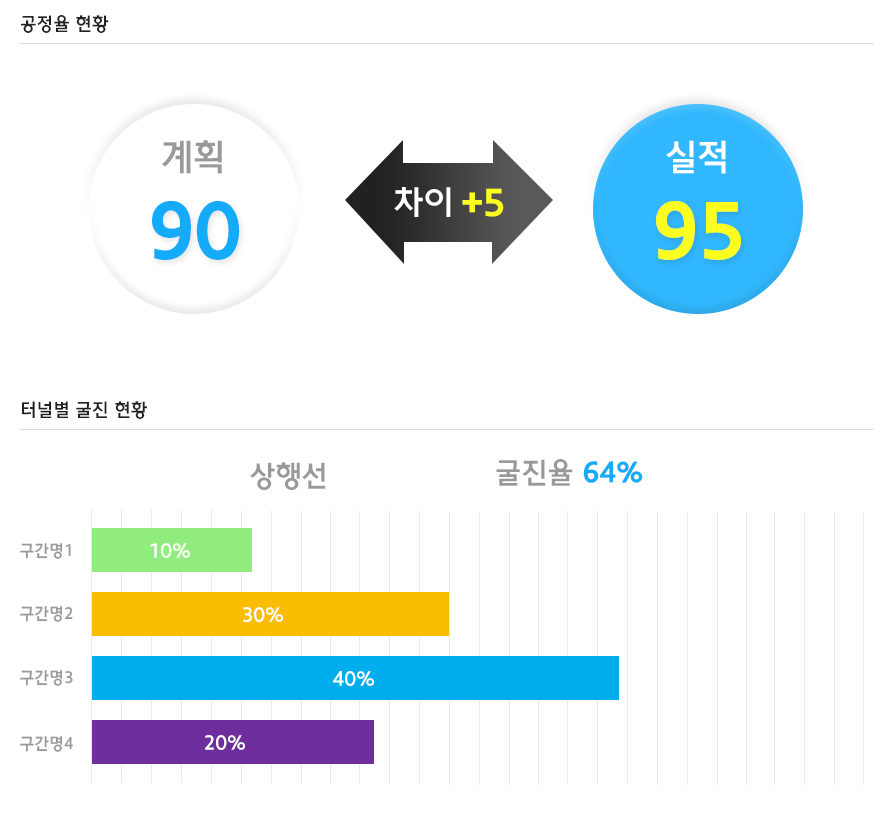 공정율 현황
계획
90
차이 +5
실적
95
터널별 굴진 현황
상행선
굴진율 64%
구간명1
10%
구간명2
30%
구간명3
40%
구간명4
20%